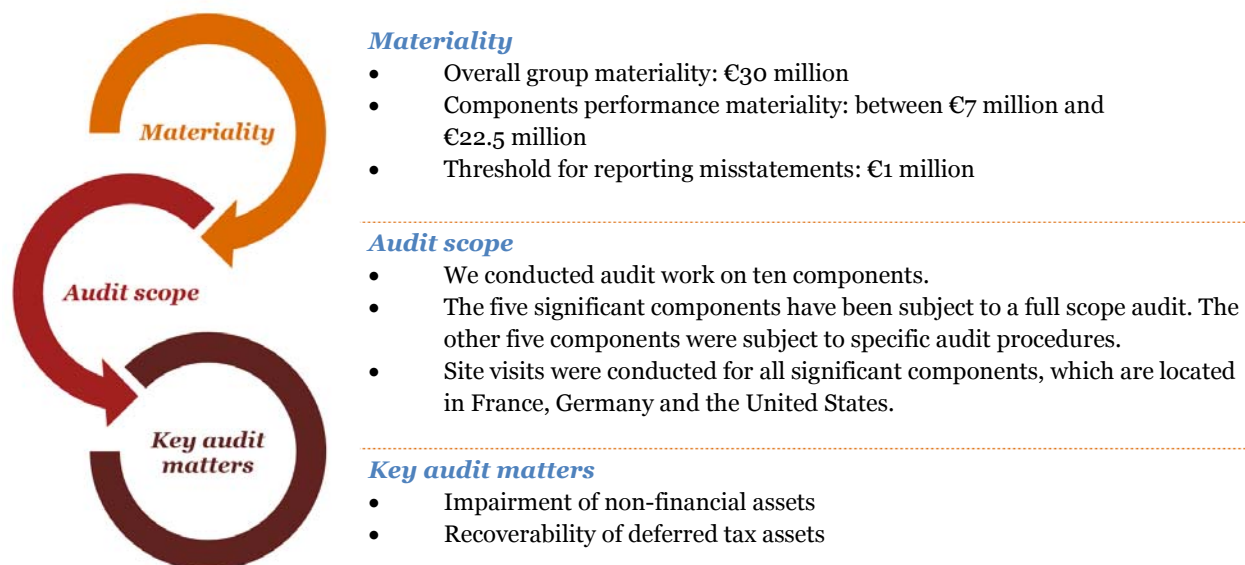 Materiality
Audit scope
Key audit
matters
Materiality
• Overall group materiality: €30 million
• Components performance materiality: between €7 million and
€22.5 million
• Threshold for reporting misstatements: €1 million
Audit scope
• We conducted audit work on ten components.
• The five significant components have been subject to a full scope audit. The
other five components were subject to specific audit procedures.
• Site visits were conducted for all significant components, which are located
in France, Germany and the United States.
Key audit matters
• Impairment of non-financial assets
• Recoverability of deferred tax assets